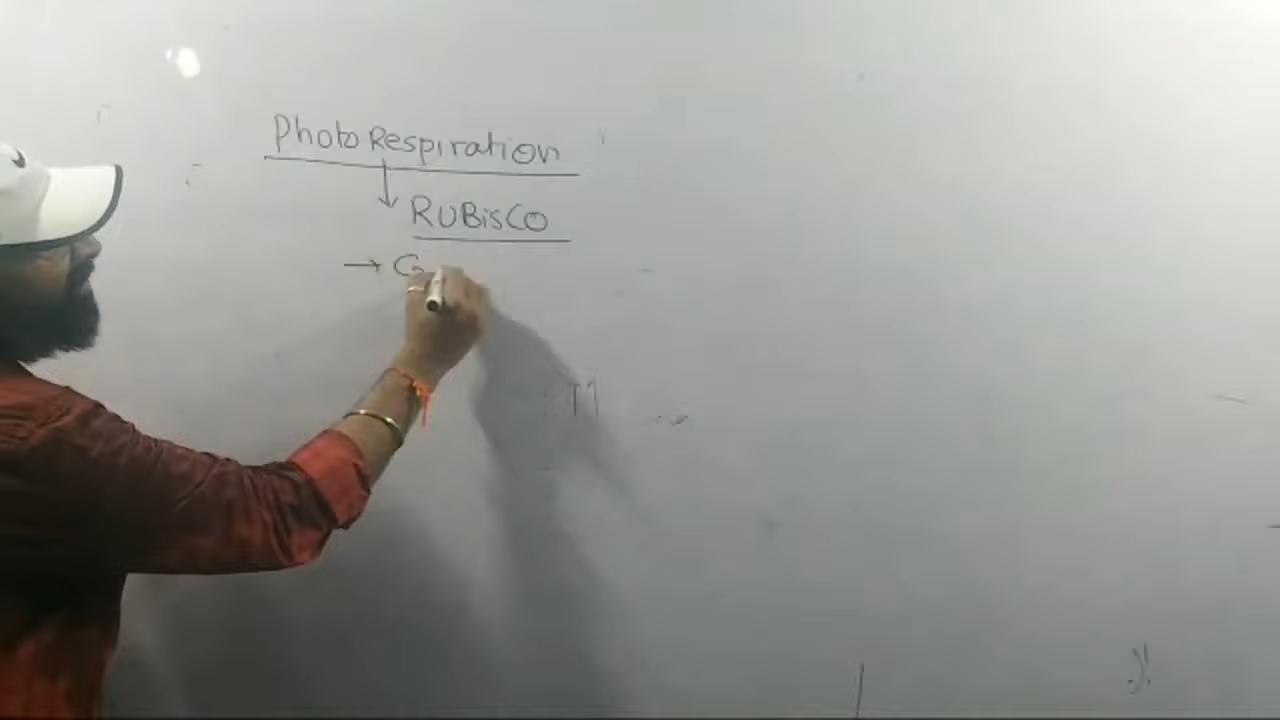 Photo Respiration
↓ RUBisCO
→ C